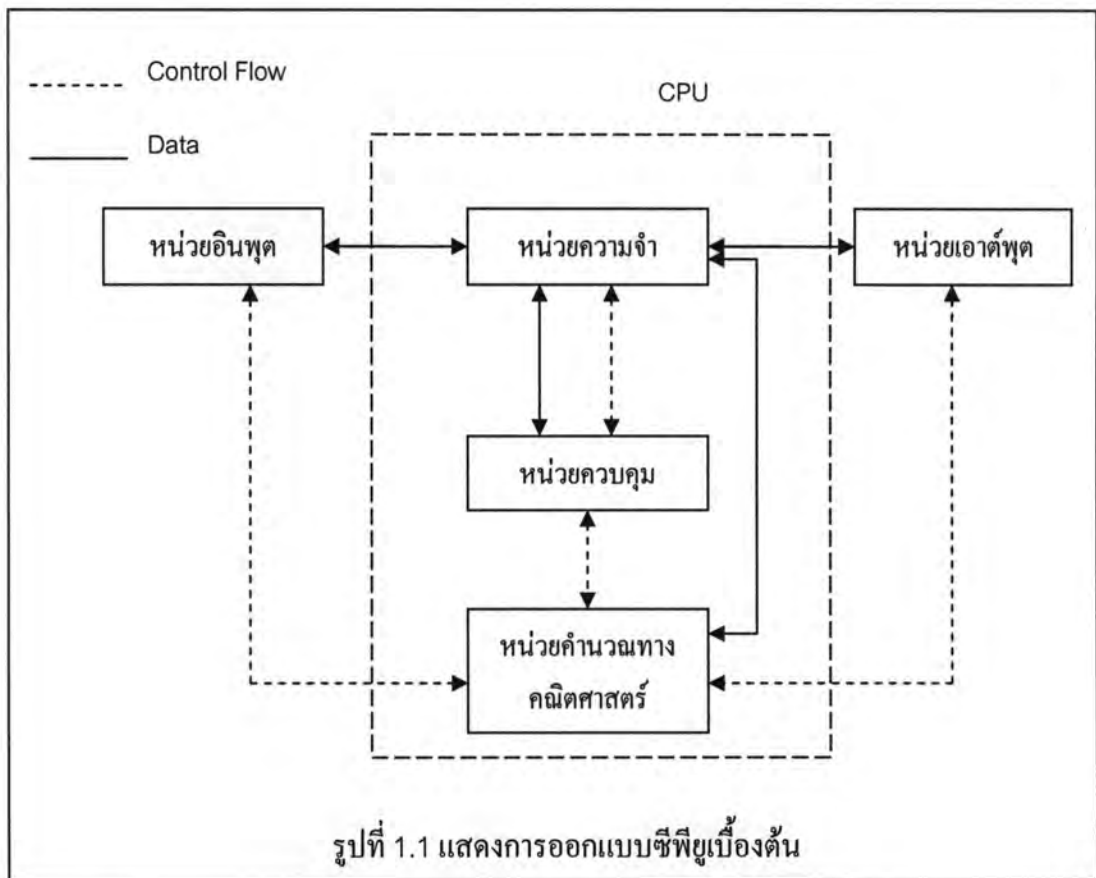 Control Flow
CPU
Data
หน่วยอินพุต
หน่วยความจำ
หน่วยเอาต์พุต
หน่วยควบคุม
หน่วยคำนวณทาง
คณิตศาสตร์
รูปที่ 1.1 แสดงการออกแบบซีพียูเบื้องต้น